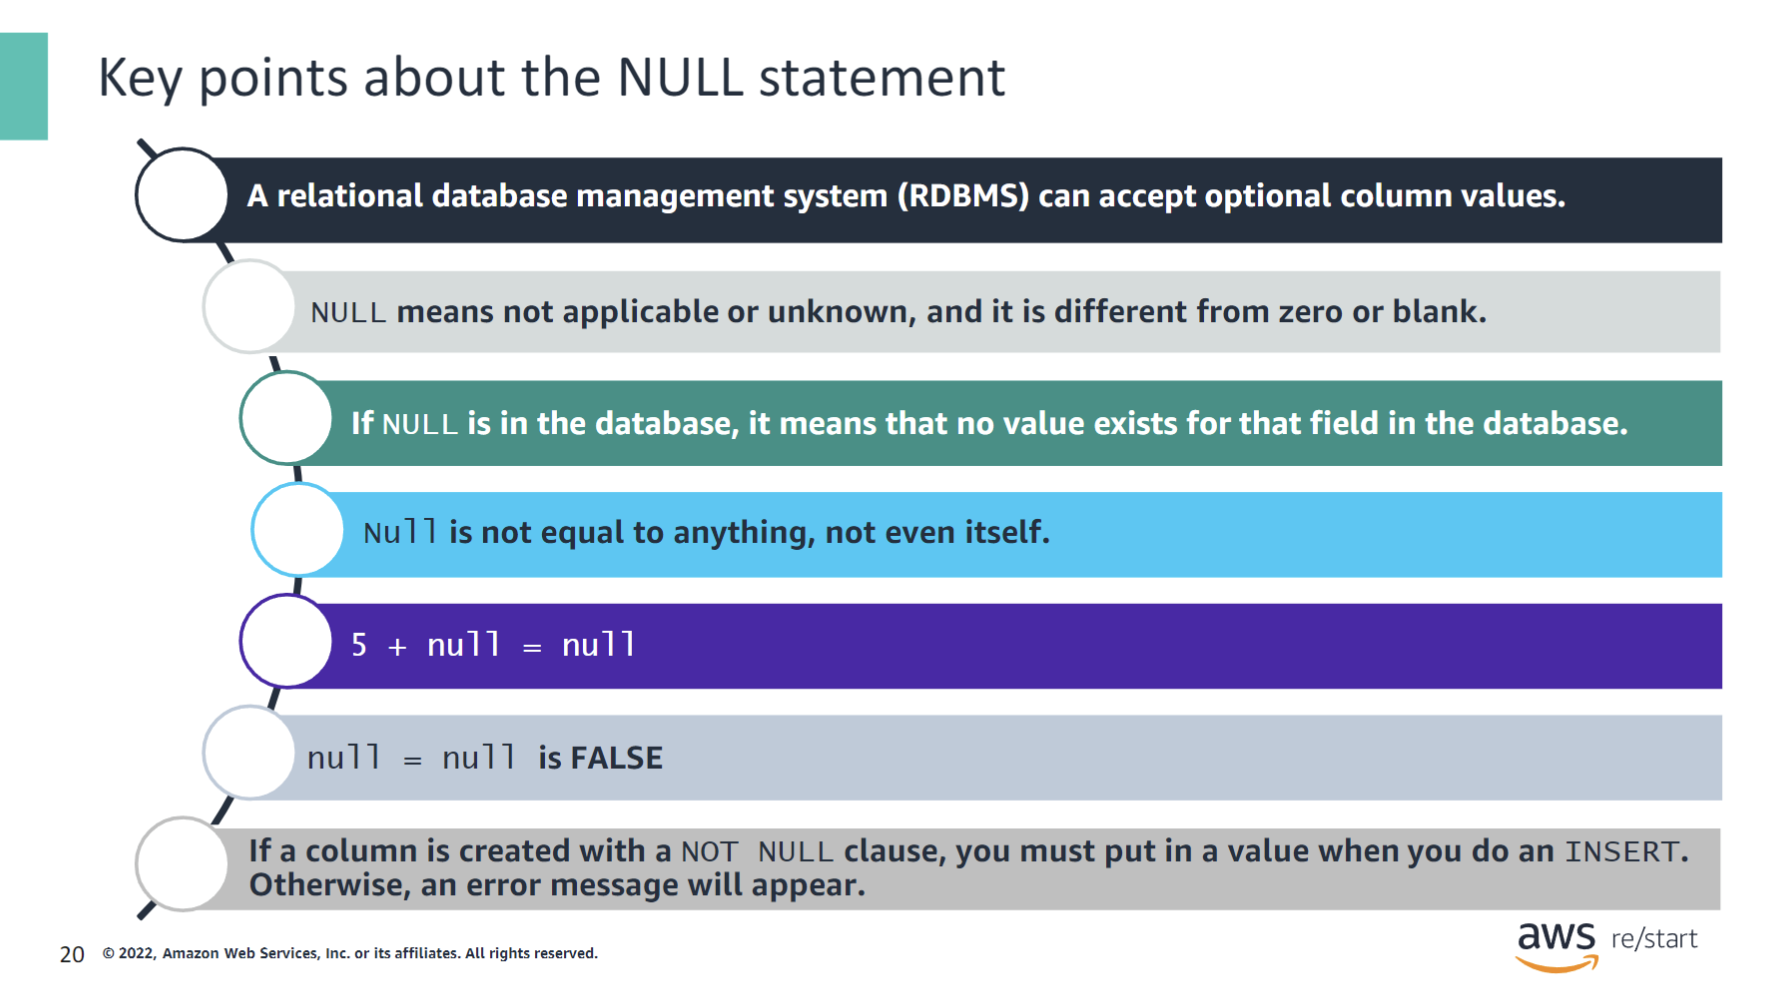 Key points about the NULL statement
A relational database management system (RDBMS) can accept optional column values.
NULL means not applicable or unknown, and it is different from zero or blank.
If NULL is in the database, it means that no value exists for that field in the database.
Null is not equal to anything, not even itself.
5 + null = null
null = null is FALSE
If a column is created with a NOT NULL clause, you must put in a value when you do an INSERT.
Otherwise, an error message will appear.
20 © 2022, Amazon Web Services, Inc. or its affiliates. All rights reserved.
aws re/start